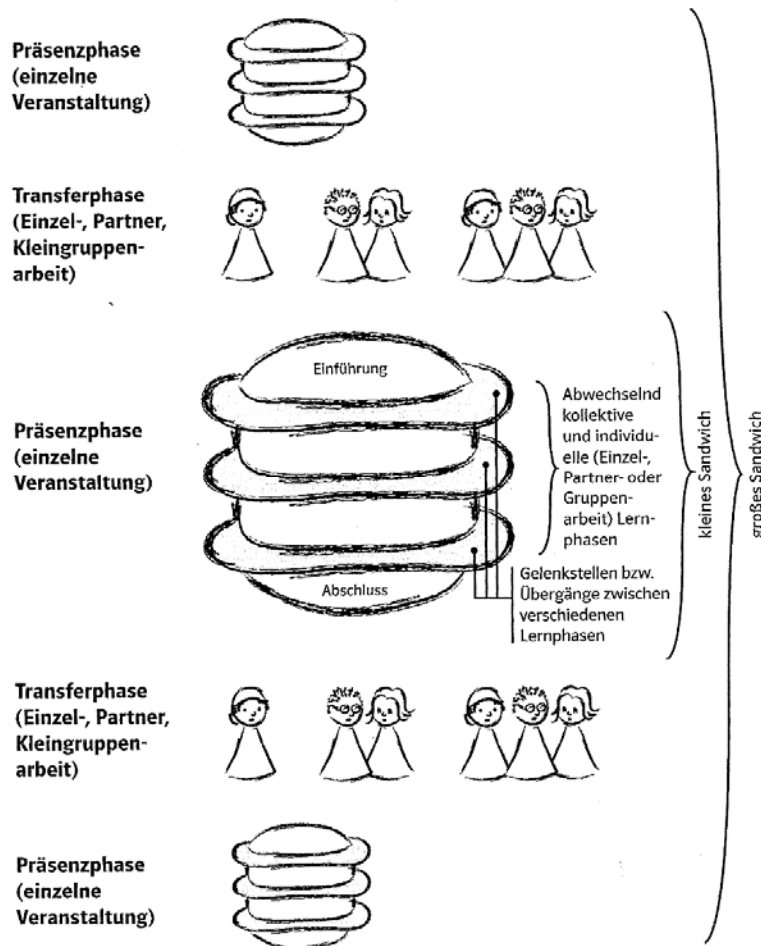 Präsenzphase
(einzelne
Veranstaltung)
Transferphase
(Einzel-, Partner,
Kleingruppen-
arbeit)
Präsenzphase
(einzelne
Veranstaltung)
Einführung
Abschluss
Abwechselnd
kollektive
und individu-
elle (Einzel-,
Partner- oder
Gruppen-
arbeit) Lern-
phasen
Gelenkstellen bzw.
Übergänge zwischen
verschiedenen
Lernphasen
kleines Sandwich
großes Sandwich
Transferphase
(Einzel-, Partner,
Kleingruppen-
arbeit)
Präsenzphase
(einzelne
Veranstaltung)